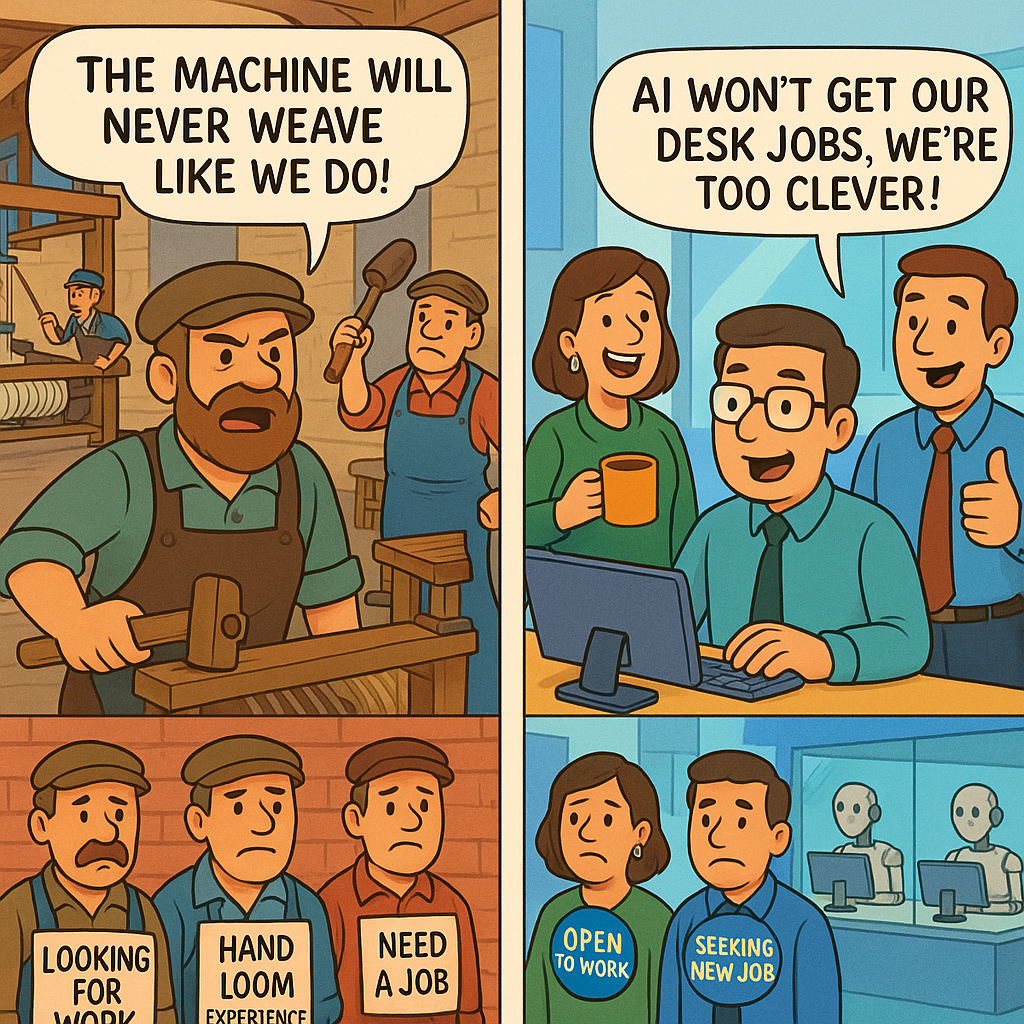 THE MACHINE WILL
NEVER WEAVE
LIKE WE DO!
AI WON'T GET OUR
DESK JOBS, WE'RE
TOO CLEVER!
LOOKING
FOR
WORK
HAND
LOOM
EXPERIENCE
NEED
A JOB
OPEN
TO WORK
SEEKING
NEW JOB